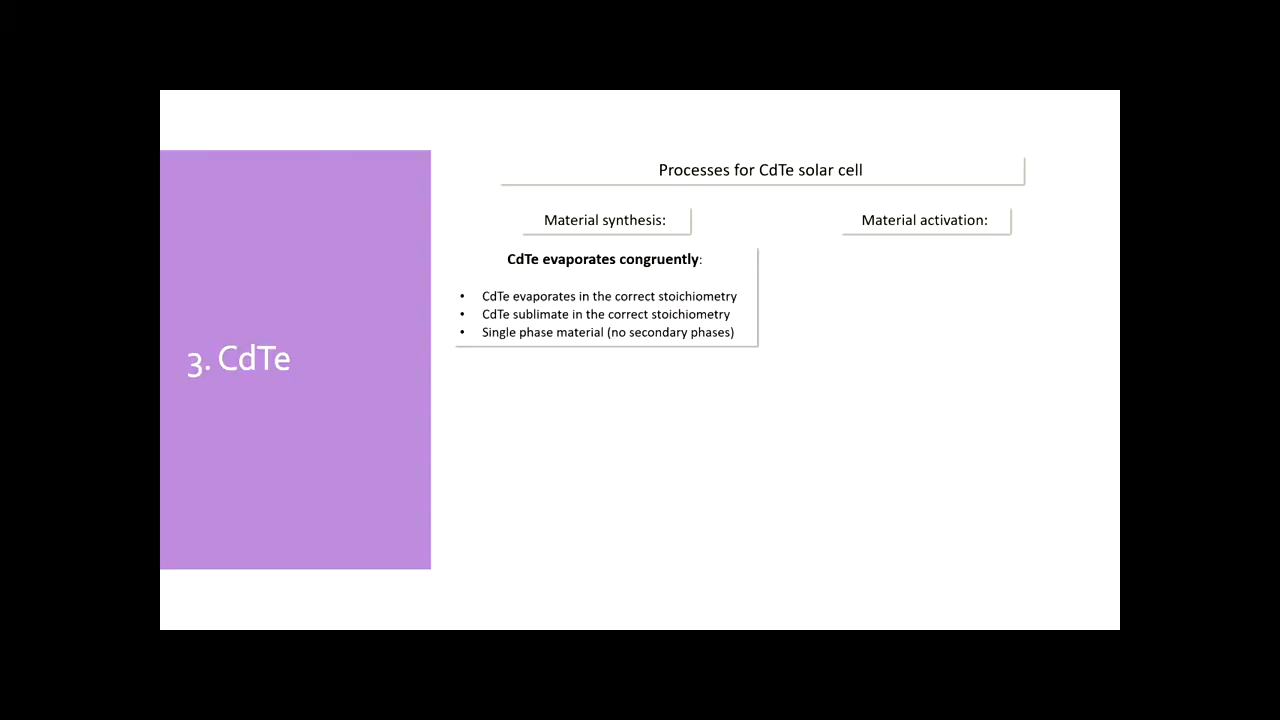 3. CdTe
Processes for CdTe solar cell
Material synthesis:
Material activation:
CdTe evaporates congruently:
• CdTe evaporates in the correct stoichiometry
• CdTe sublimate in the correct stoichiometry
• Single phase material (no secondary phases)